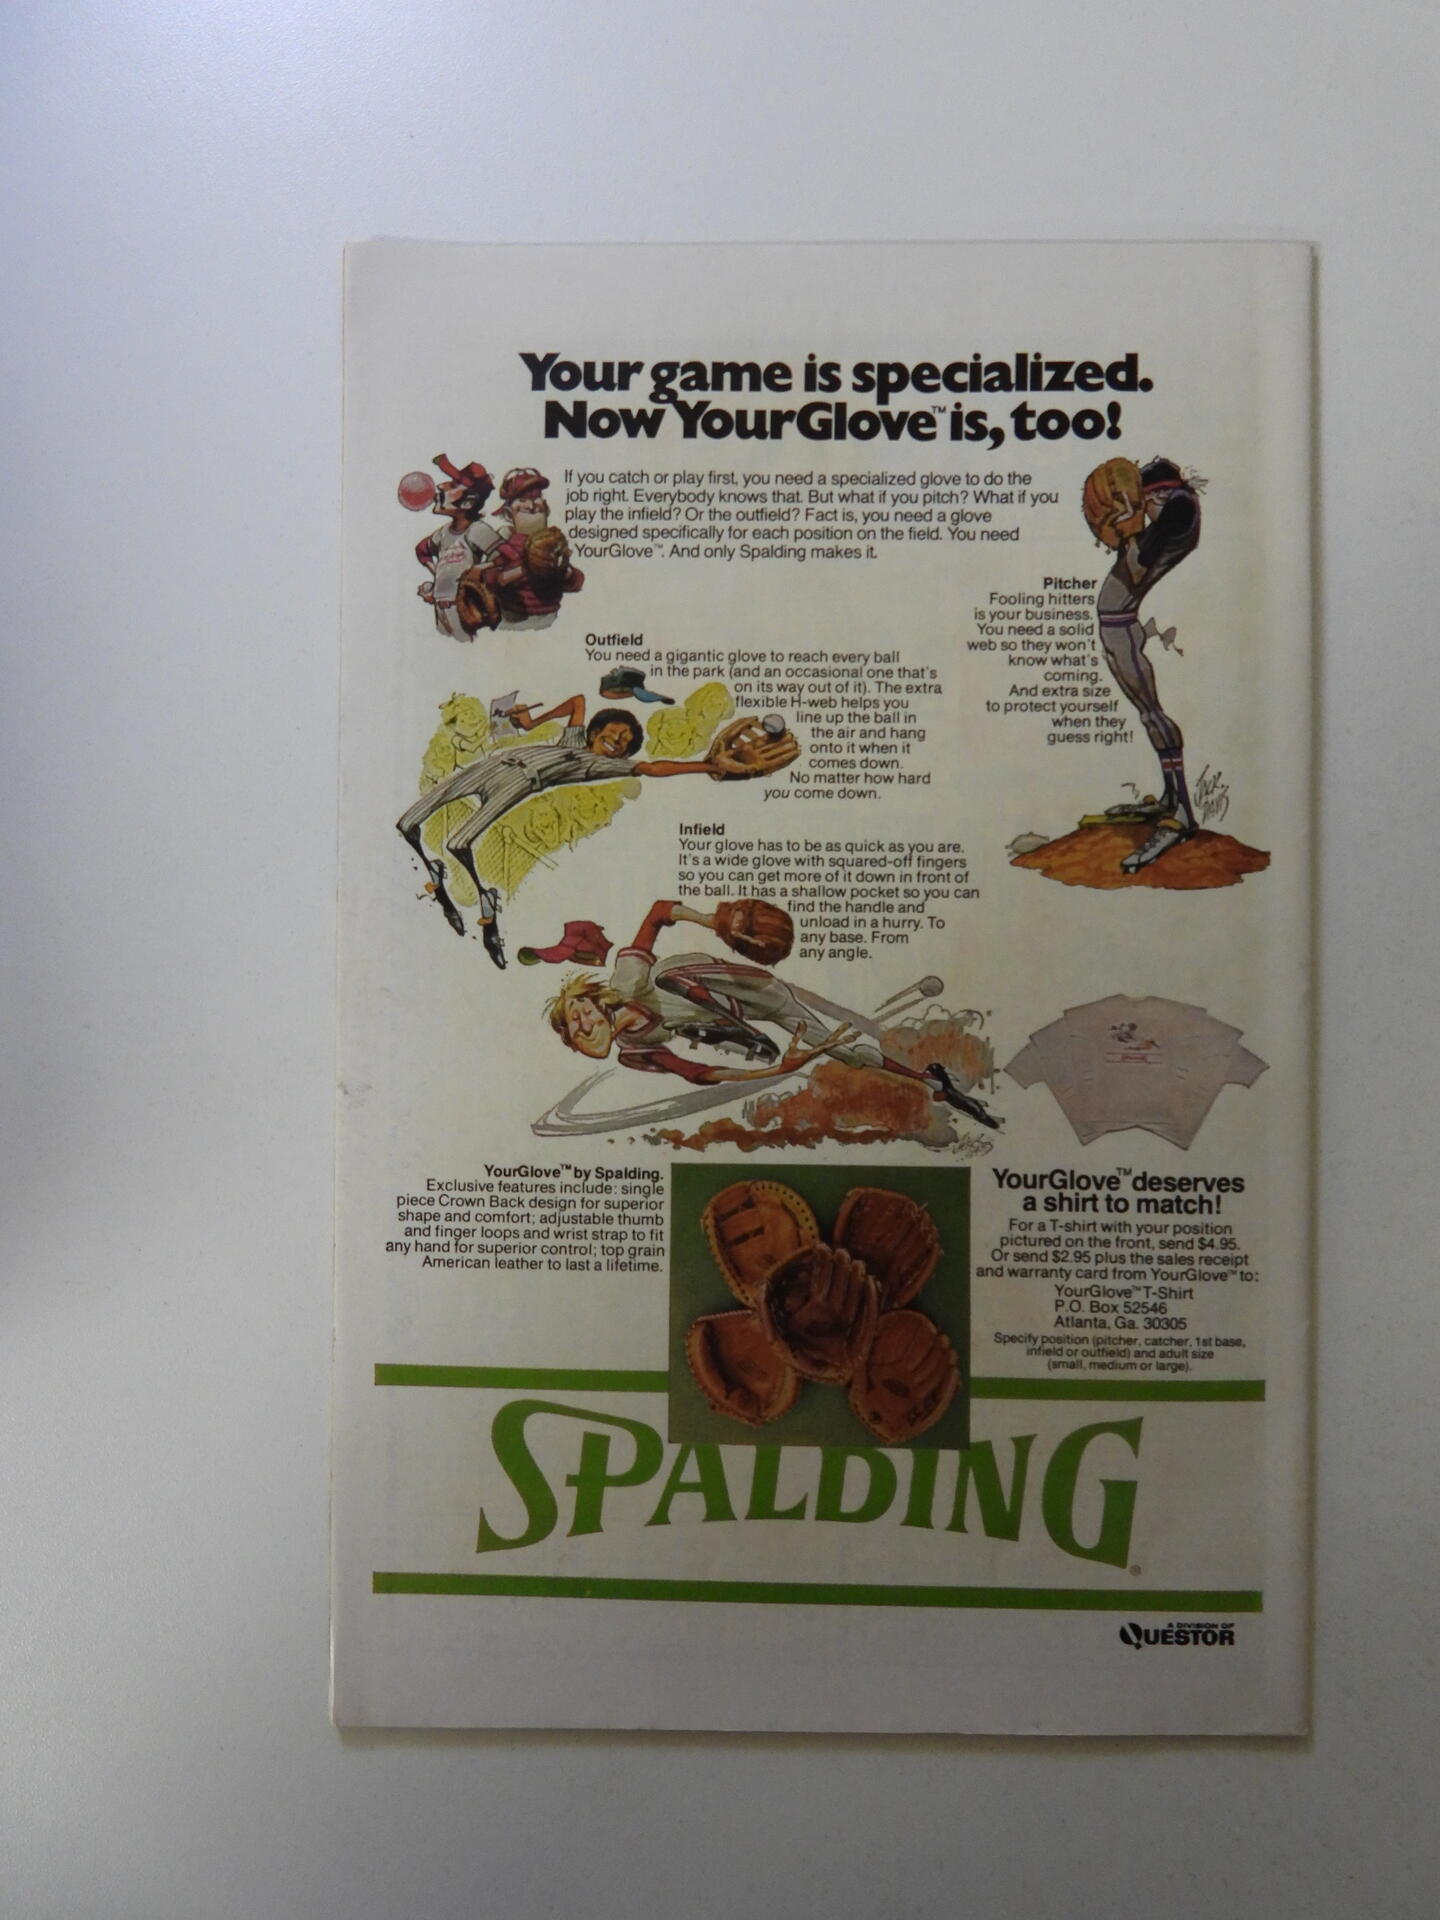 Your game is specialized.
Now YourGlove™ is, too!
If you catch or play first, you need a specialized glove to do the
job right. Everybody knows that. But what if you pitch? What if you
play the infield? Or the outfield? Fact is, you need a glove
designed specifically for each position on the field. You need
YourGlove™. And only Spalding makes it.
Pitcher
Fooling hitters
is your business.
You need a solid
web so they won't
know what's
coming.
And extra size
to protect yourself
when they
guess right!
JACK
DAVIS
Outfield
You need a gigantic glove to reach every ball
in the park (and an occasional one that's
on its way out of it). The extra
flexible H-web helps you
line up the ball in
the air and hang
onto it when it
comes down.
No matter how hard
you come down.
Infield
Your glove has to be as quick as you are.
It's a wide glove with squared-off fingers
so you can get more of it down in front of
the ball. It has a shallow pocket so you can
find the handle and
unload in a hurry. To
any base. From
any angle.
YourGlove™ by Spalding.
Exclusive features include: single
piece Crown Back design for superior
shape and comfort; adjustable thumb
and finger loops and wrist strap to fit
any hand for superior control; top grain
American leather to last a lifetime.
YourGlove™ deserves
a shirt to match!
For a T-shirt with your position
pictured on the front, send $4.95.
Or send $2.95 plus the sales receipt
and warranty card from YourGlove™ to:
YourGlove™ T-Shirt
P.O. Box 52546
Atlanta, Ga. 30305
Specify position (pitcher, catcher, 1st base,
infield or outfield) and adult size
(small, medium or large).
SPALDING®
A DIVISION OF
QUESTOR